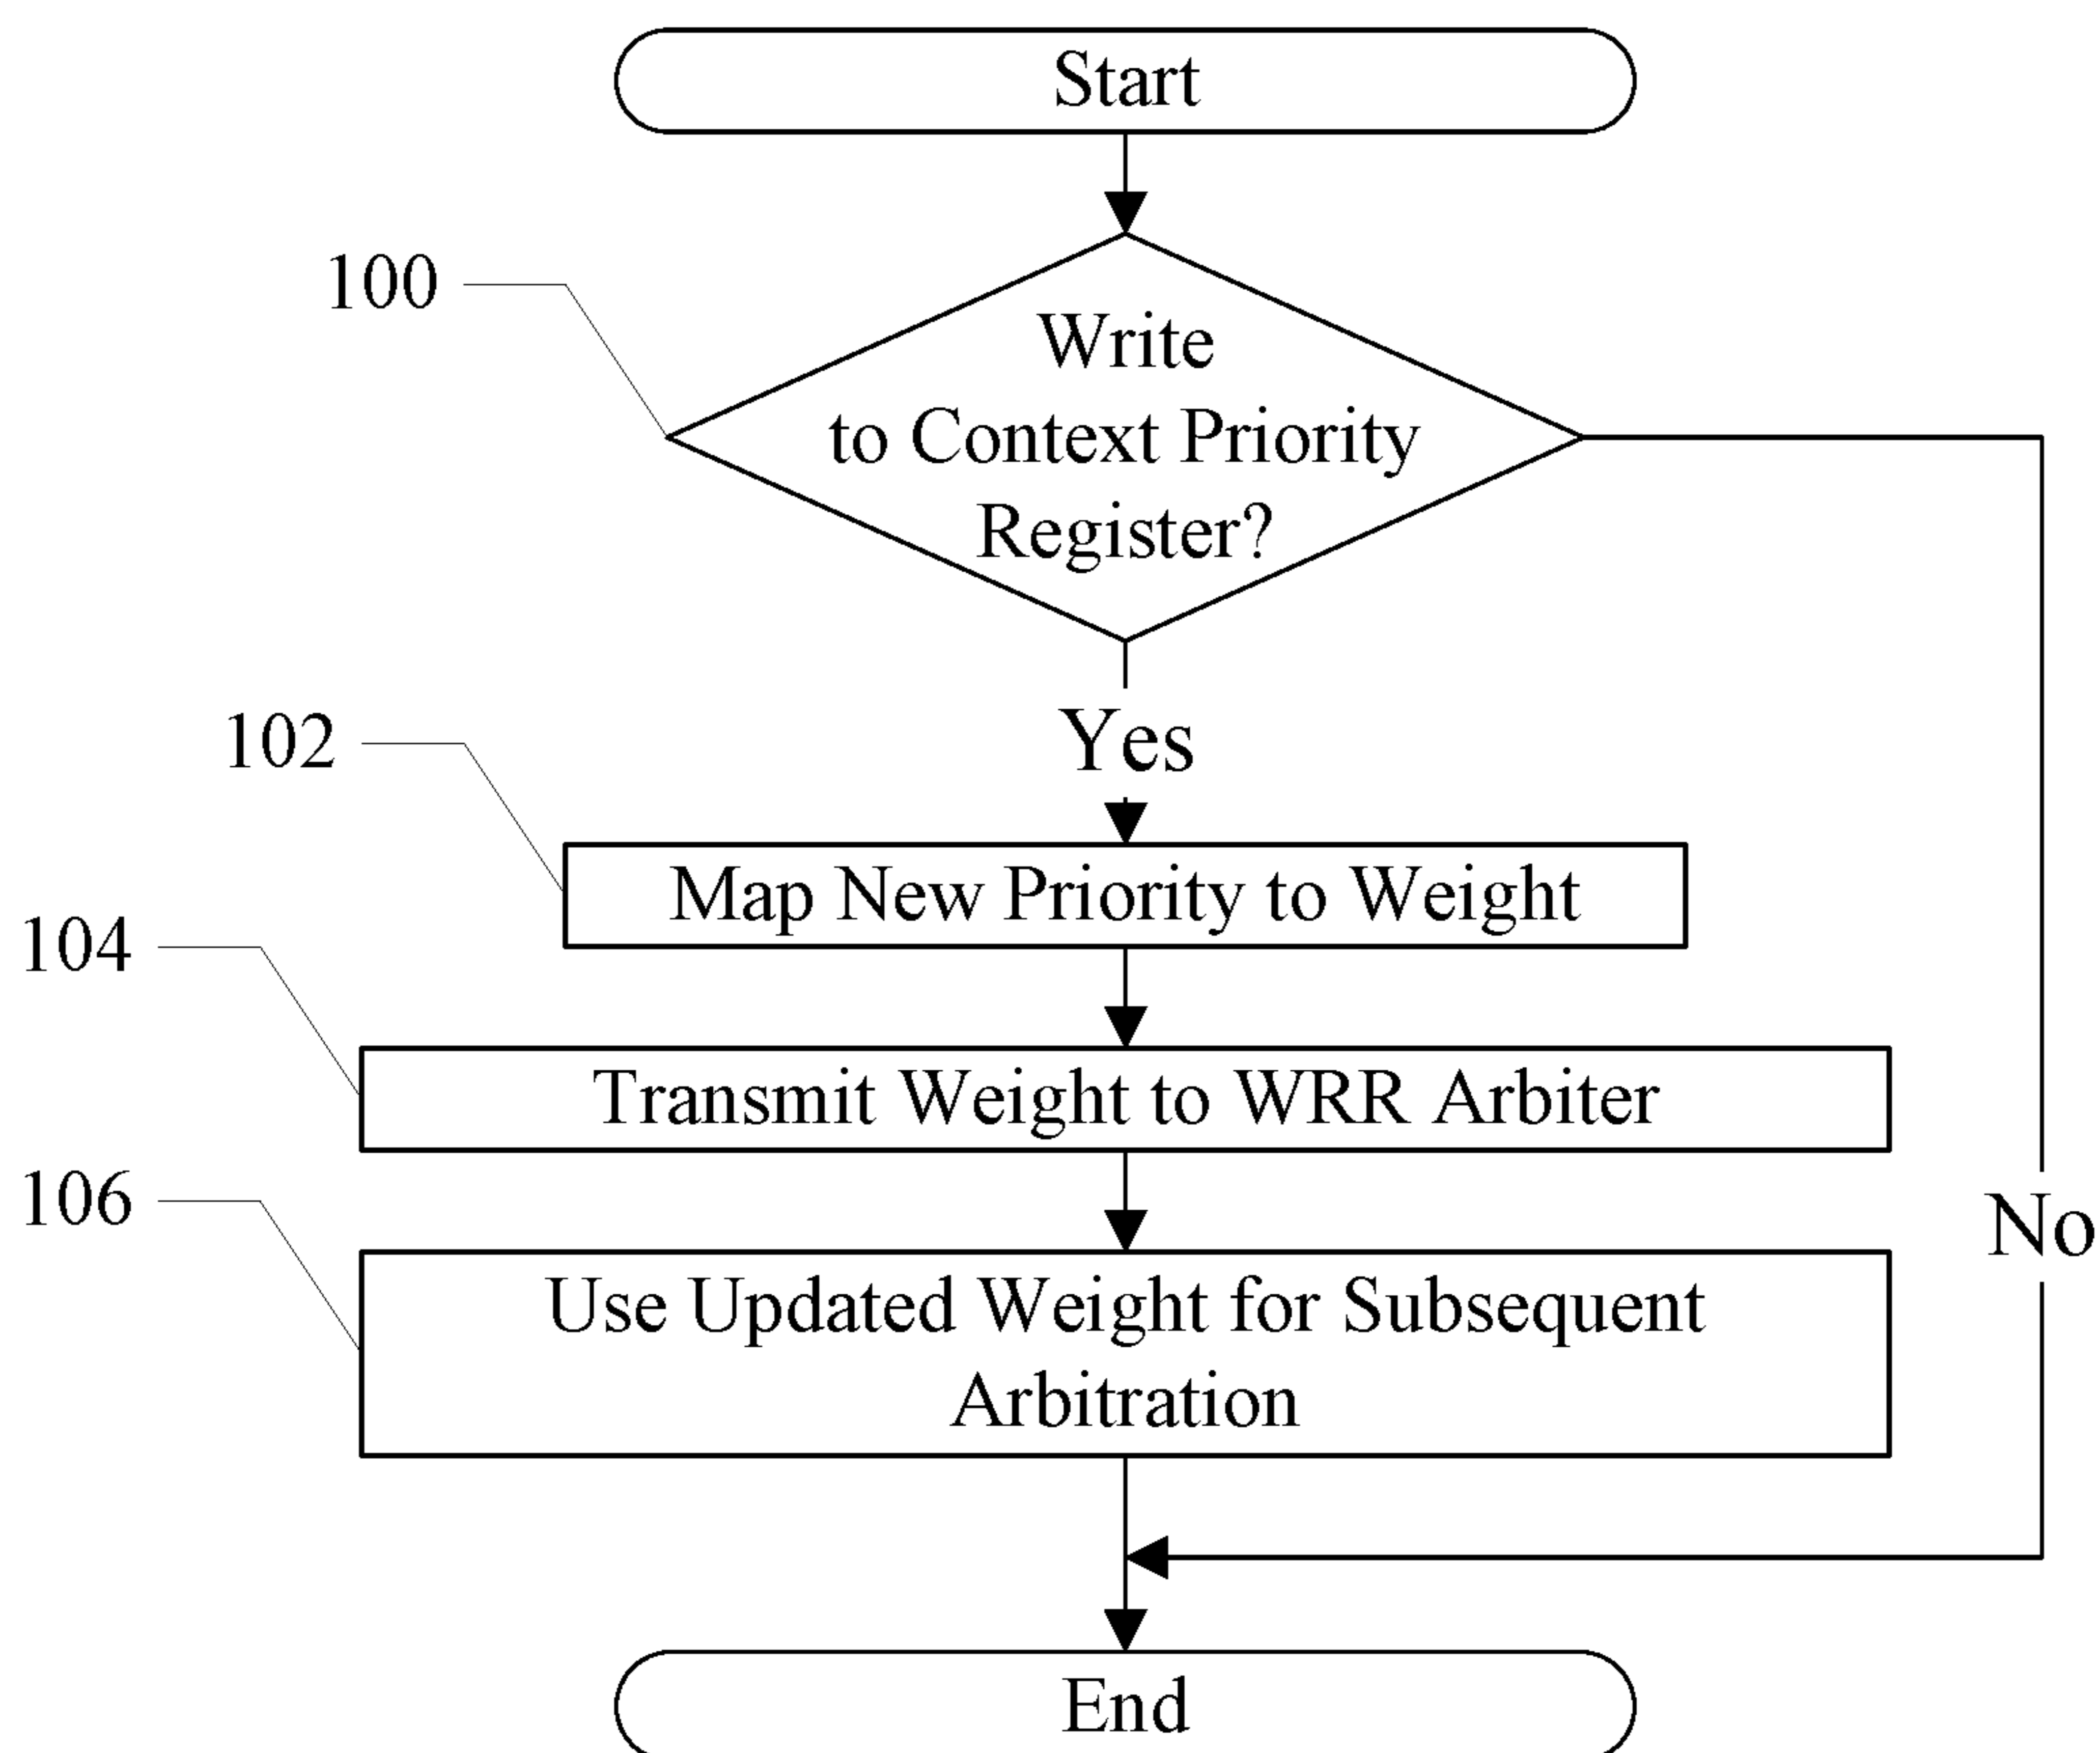 Start
100
Write
to Context Priority
Register?
Yes
102
Map New Priority to Weight
104
Transmit Weight to WRR Arbiter
106
No
Use Updated Weight for Subsequent
Arbitration
End